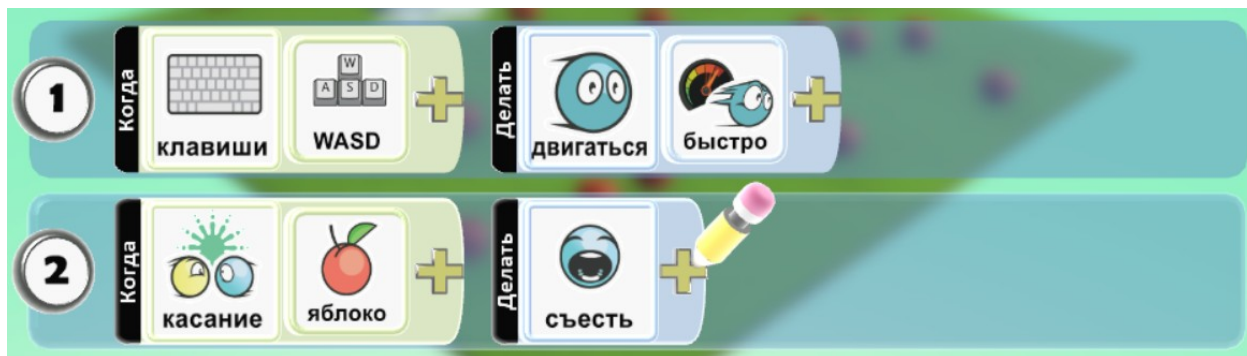 1
Когда
клавиши
W
A S D
WASD
Делать
двигаться
быстро
2
Когда
касание
яблоко
Делать
съесть